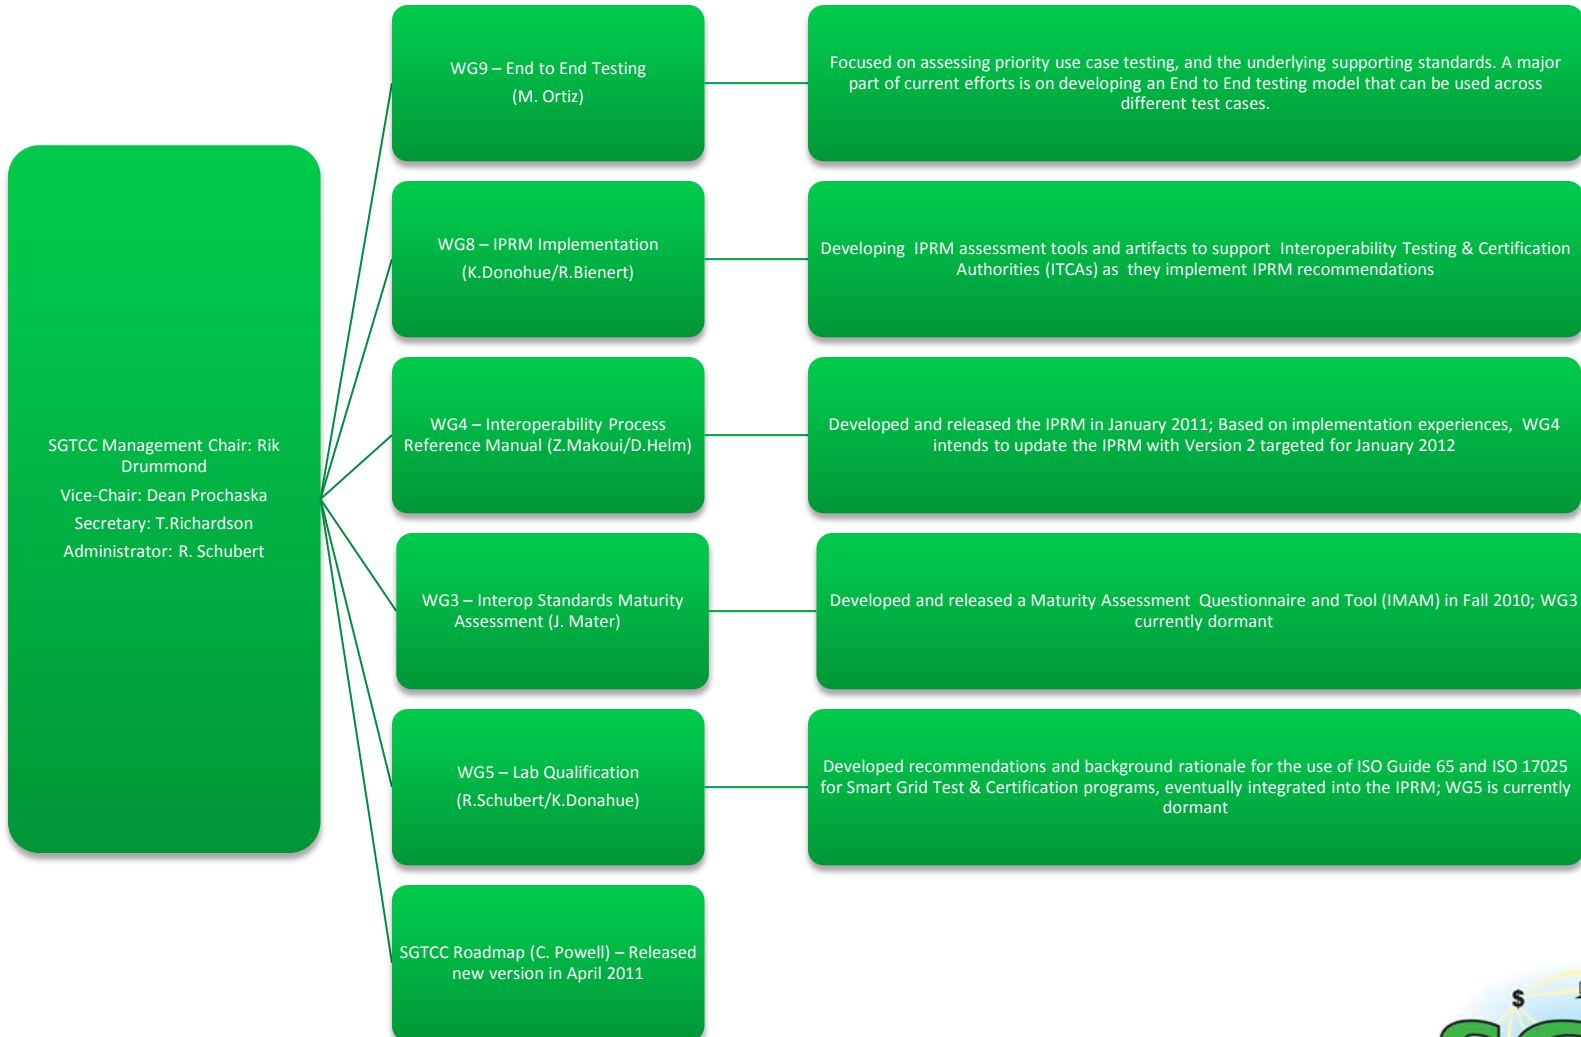 SGTCC Management Chair: Rik
Drummond
Vice-Chair: Dean Prochaska
Secretary: T.Richardson
Administrator: R. Schubert
WG9 – End to End Testing
(M. Ortiz)
Focused on assessing priority use case testing, and the underlying supporting standards. A major
part of current efforts is on developing an End to End testing model that can be used across
different test cases.
WG8 – IPRM Implementation
(K.Donohue/R.Bienert)
Developing IPRM assessment tools and artifacts to support Interoperability Testing & Certification
Authorities (ITCAs) as they implement IPRM recommendations
WG4 – Interoperability Process
Reference Manual (Z.Makoui/D.Helm)
Developed and released the IPRM in January 2011; Based on implementation experiences, WG4
intends to update the IPRM with Version 2 targeted for January 2012
WG3 – Interop Standards Maturity
Assessment (J. Mater)
Developed and released a Maturity Assessment Questionnaire and Tool (IMAM) in Fall 2010; WG3
currently dormant
WG5 – Lab Qualification
(R.Schubert/K.Donahue)
Developed recommendations and background rationale for the use of ISO Guide 65 and ISO 17025
for Smart Grid Test & Certification programs, eventually integrated into the IPRM; WG5 is currently
dormant
SGTCC Roadmap (C. Powell) – Released
new version in April 2011
$